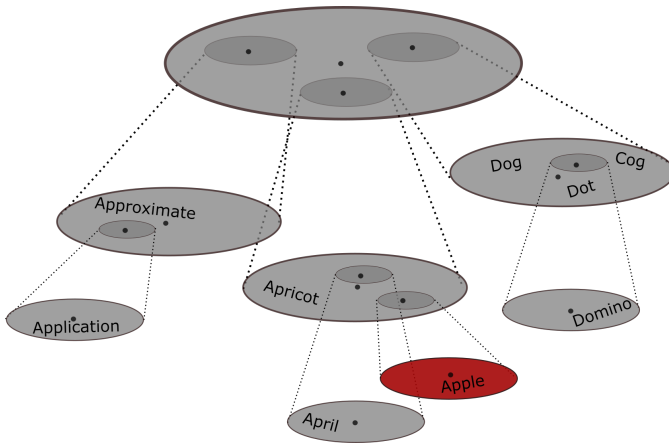 Dog
Cog
Dot
Approximate
Apricot
Domino
Application
Apple
April